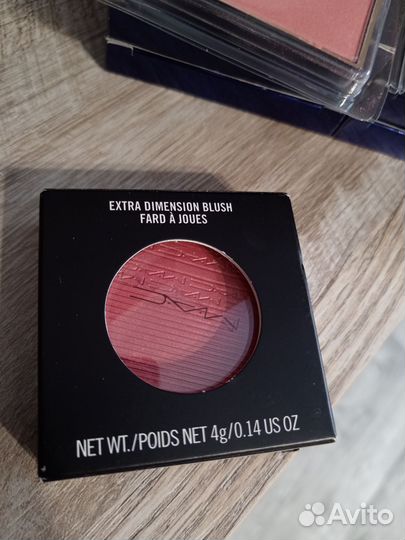 EXTRA DIMENSION BLUSH
FARD À JOUES
MAC
NET WT./POIDS NET 4g/0.14 US OZ
Avito